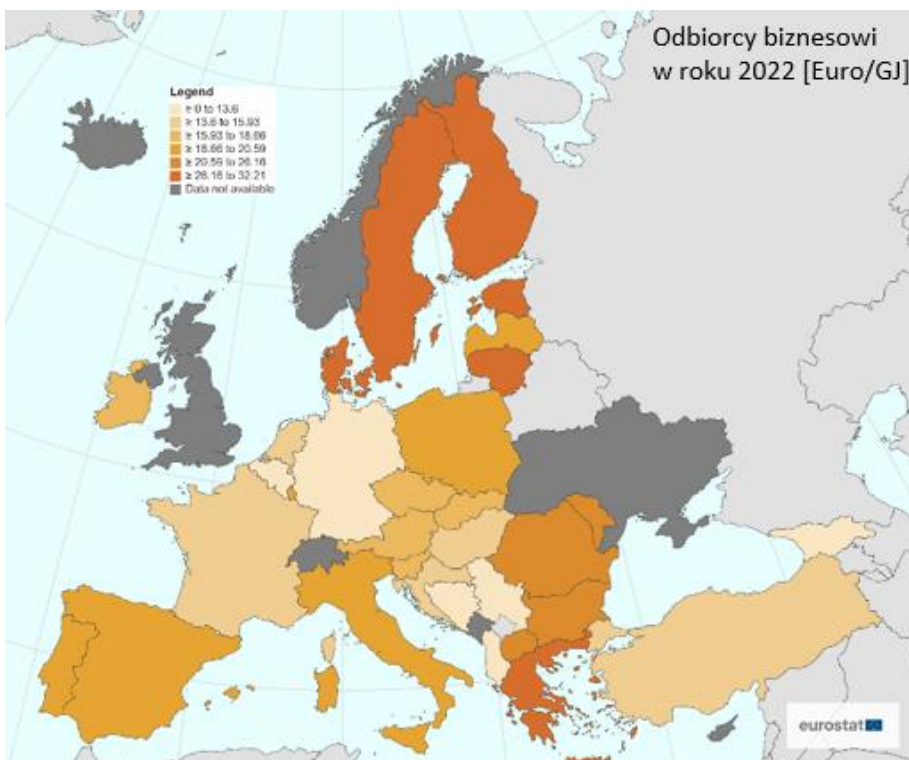 Odbiorcy biznesowi
w roku 2022 [Euro/GJ]
Legend
≥ 0 to 13.6
≥ 13.6 to 15.93
≥ 15.93 to 18.66
≥ 18.66 to 20.59
≥ 20.59 to 26.16
≥ 26.16 to 32.21
Data not available
eurostat